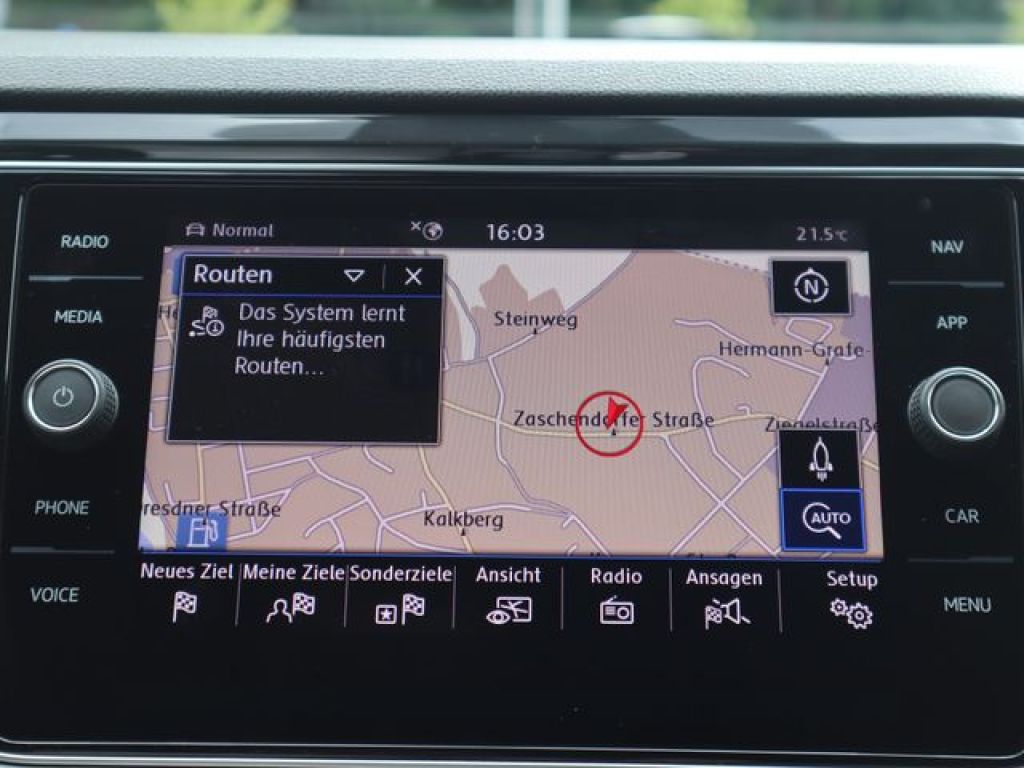 Normal
16:03
21.5°C
RADIO
MEDIA
PHONE
VOICE
NAV
APP
CAR
MENU
Routen
Das System lernt
Ihre häufigsten
Routen...
N
Steinweg
Hermann-Gräfe-
Zaschendorfer Straße
Ziegelstraße
resdner Straße
Kalkberg
AUTO
Neues Ziel
Meine Ziele
Sonderziele
Ansicht
Radio
Ansagen
Setup